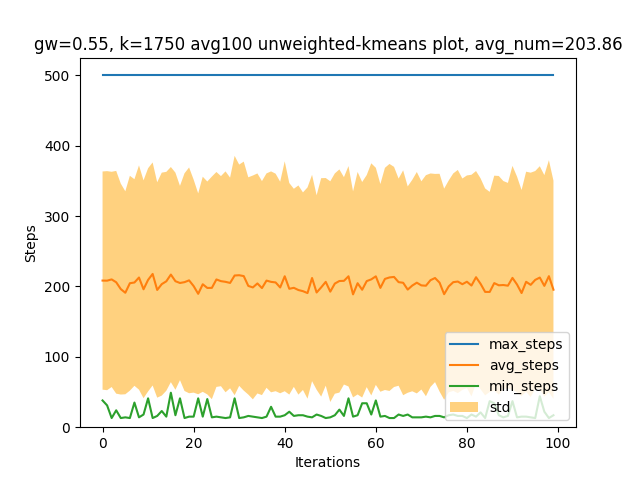 gw=0.55, k=1750 avg100 unweighted-kmeans plot, avg_num=203.86
500
400
300
200
100
0
Steps
max_steps
avg_steps
min_steps
std
0 20 40 60 80 100
Iterations